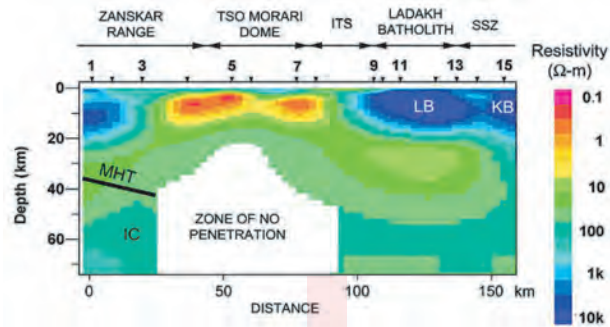 ZANSKAR RANGE
TSO MORARI DOME
ITS
LADAKH BATHOLITH
SSZ
1 3 5 7 9 11 13 15
Resistivity
(Ω-m)
0.1
1
10
100
1k
10k
Depth (km)
0
20
40
60
LB
KB
MHT
IC
ZONE OF NO
PENETRATION
0 50 100 150 km
DISTANCE